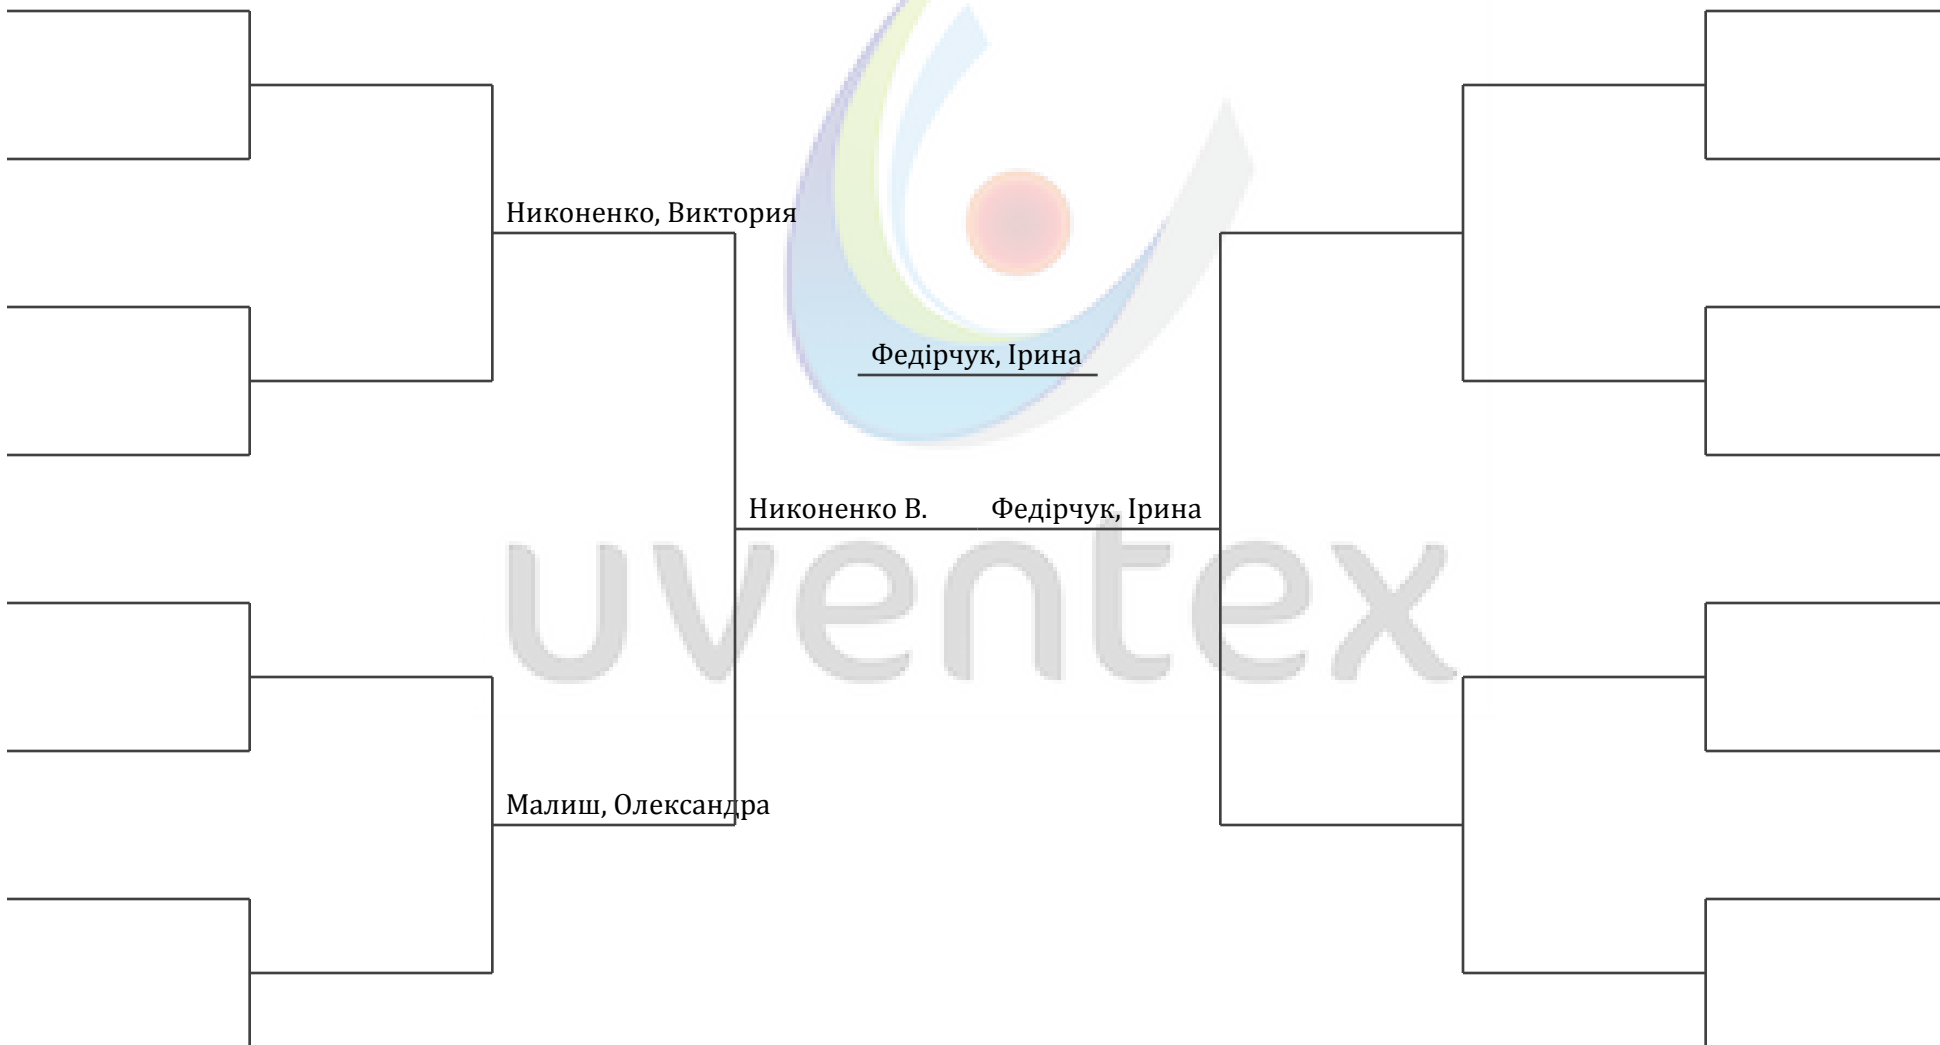 Никоненко, Виктория
Федірчук, Ірина
Никоненко В.
Федірчук, Ірина
uventex
Малиш, Олександра